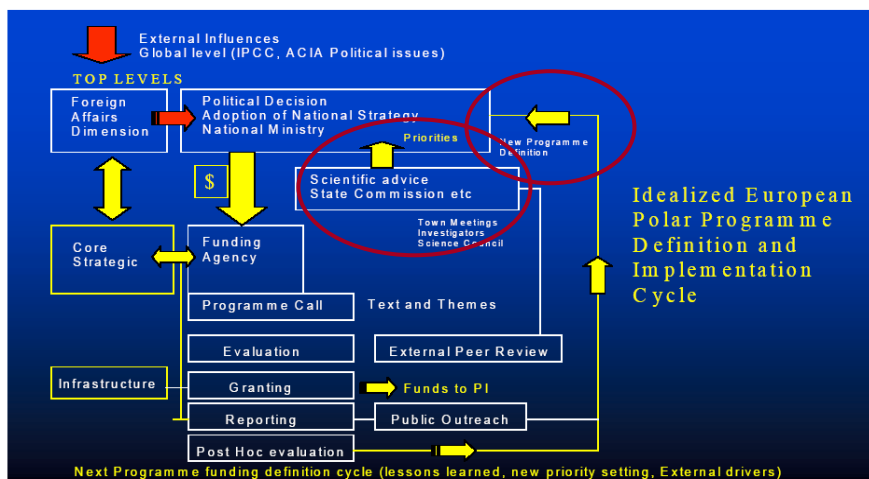 External Influences
Global level (IPCC, ACIA Political issues)
TOP LEVELS
Foreign
Affairs
Dimension
Political Decision
Adoption of National Strategy
National Ministry
Priorities
New Programme
Definition
$
Scientific advice
State Commission etc
Town Meetings
Investigators
Science Council
Idealized European
Polar Programme
Definition and
Implementation
Cycle
Core
Strategic
Funding
Agency
Programme Call
Text and Themes
Evaluation
External Peer Review
Infrastructure
Granting
Funds to PI
Reporting
Public Outreach
Post Hoc evaluation
Next Programme funding definition cycle (lessons learned, new priority setting, External drivers)